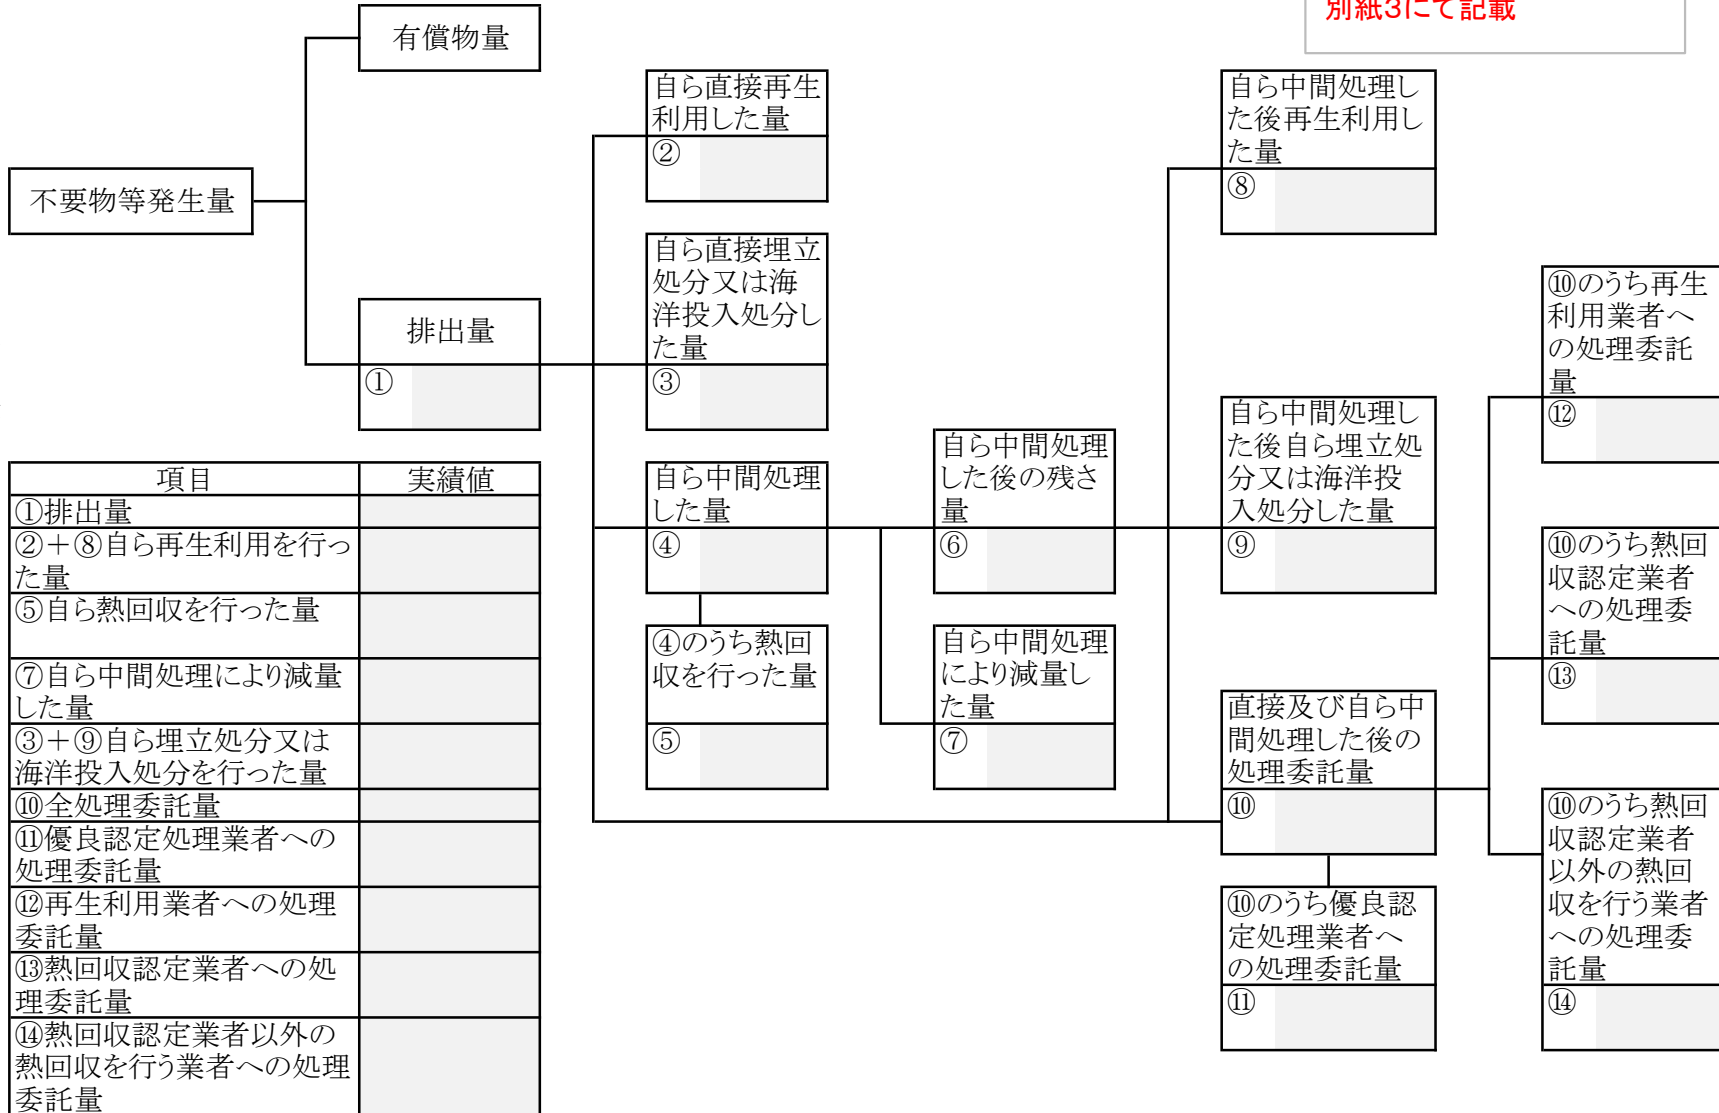 別紙3にて記載
有償物量
不要物等発生量
排出量
①
自ら直接再生
利用した量
②
自ら直接埋立
処分又は海
洋投入処分し
た量
③
自ら中間処理
した量
④
④のうち熱回
収を行った量
⑤
自ら中間処理
した後の残さ
量
⑥
自ら中間処理
により減量し
た量
⑦
自ら中間処理し
た後再生利用し
た量
⑧
自ら中間処理し
た後自ら埋立処
分又は海洋投
入処分した量
⑨
直接及び自ら中
間処理した後の
処理委託量
⑩
⑩のうち優良認
定処理業者へ
の処理委託量
⑪
⑩のうち再生
利用業者へ
の処理委託
量
⑫
⑩のうち熱回
収認定業者
への処理委
託量
⑬
⑩のうち熱回
収認定業者
以外の熱回
収を行う業者
への処理委
託量
⑭
項目 実績値
①排出量
②＋⑧自ら再生利用を行っ
た量
⑤自ら熱回収を行った量
⑦自ら中間処理により減量
した量
③＋⑨自ら埋立処分又は
海洋投入処分を行った量
⑩全処理委託量
⑪優良認定処理業者への
処理委託量
⑫再生利用業者への処理
委託量
⑬熱回収認定業者への処
理委託量
⑭熱回収認定業者以外の
熱回収を行う業者への処理
委託量